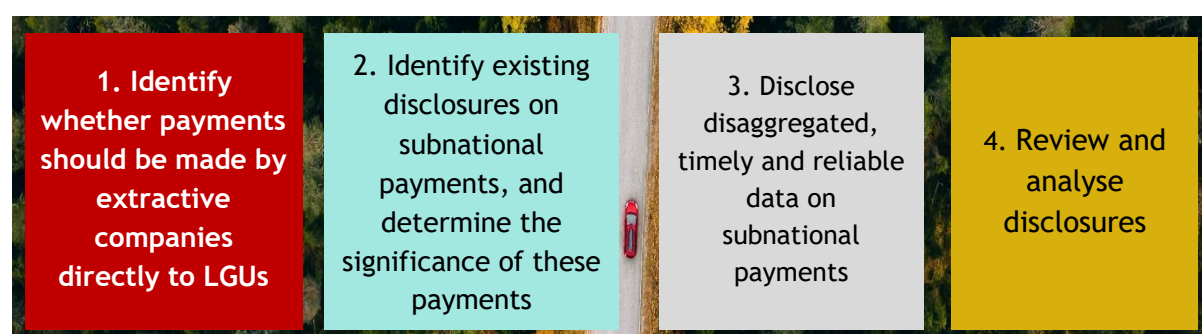 1. Identify
whether payments
should be made by
extractive
companies
directly to LGUs
2. Identify existing
disclosures on
subnational
payments, and
determine the
significance of these
payments
3. Disclose
disaggregated,
timely and reliable
data on
subnational
payments
4. Review and
analyse
disclosures